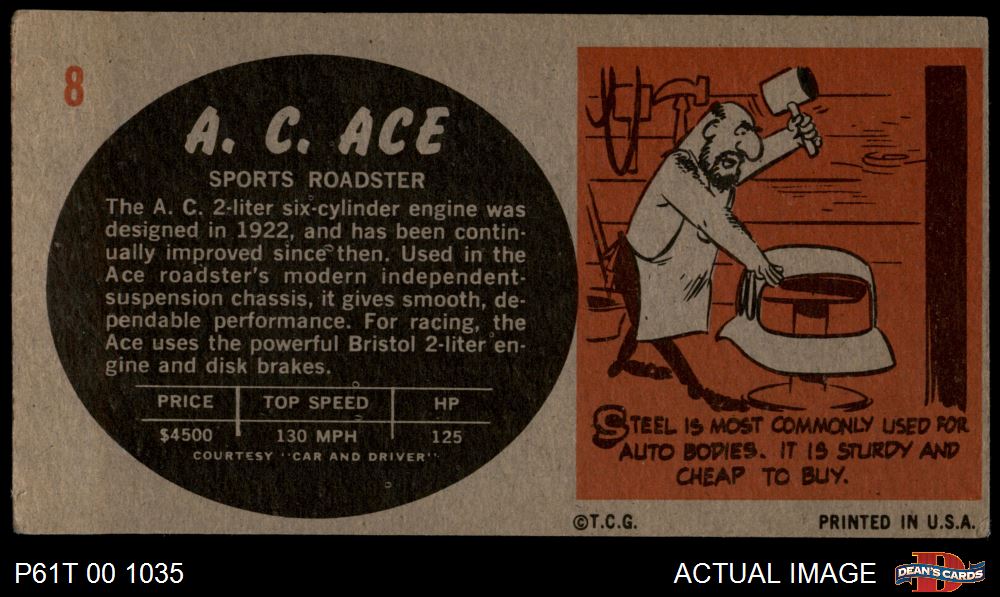 8
A. C. ACE
SPORTS ROADSTER
The A. C. 2-liter six-cylinder engine was
designed in 1922, and has been contin-
ually improved since then. Used in the
Ace roadster's modern independent-
suspension chassis, it gives smooth, de-
pendable performance. For racing, the
Ace uses the powerful Bristol 2-liter en-
gine and disk brakes.
PRICE TOP SPEED HP
$4500 130 MPH 125
COURTESY "CAR AND DRIVER"
STEEL IS MOST COMMONLY USED FOR
AUTO BODIES. IT IS STURDY AND
CHEAP TO BUY.
©T.C.G. PRINTED IN U.S.A.
P61T 00 1035
ACTUAL IMAGE
DEAN'S CARDS